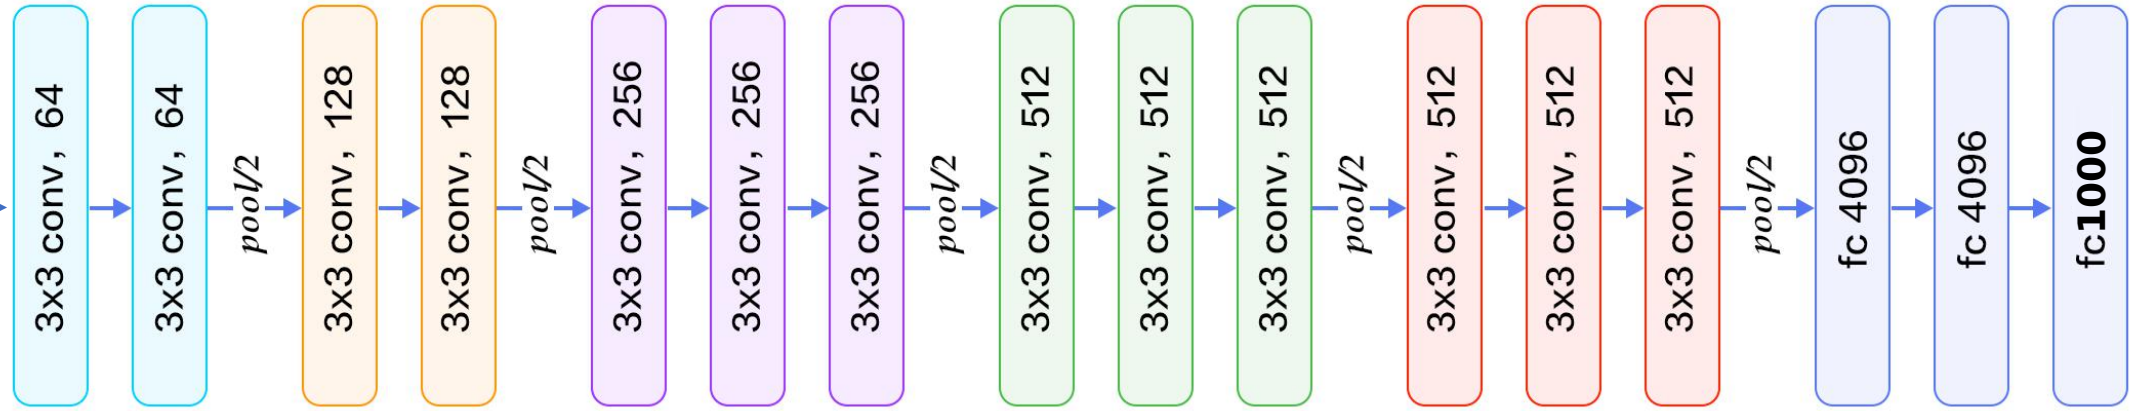 3x3 conv, 64
3x3 conv, 64
pool/2
3x3 conv, 128
3x3 conv, 128
pool/2
3x3 conv, 256
3x3 conv, 256
3x3 conv, 256
pool/2
3x3 conv, 512
3x3 conv, 512
3x3 conv, 512
pool/2
3x3 conv, 512
3x3 conv, 512
3x3 conv, 512
pool/2
fc 4096
fc 4096
fc1000